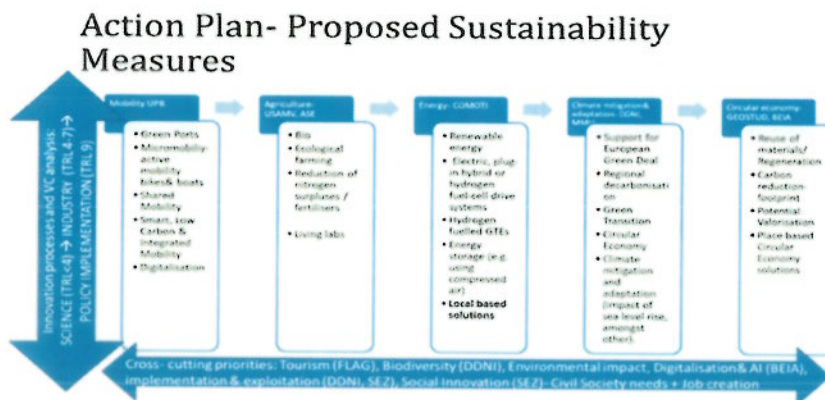 Action Plan- Proposed Sustainability
Measures
Innovation processes and VC analysis:
SCIENCE (TRL<4) → INDUSTRY (TRL4-7)→
POLICY IMPLEMENTATION (TRL9)
Mobility UPB
• Green Ports
• Micromobility-
active
mobility
bikes& boats
• Shared
Mobility
• Smart, Low
Carbon &
Integrated
Mobility
• Digitalisation
Agriculture-
USAMV, ASE
• Bio
• Ecological
farming
• Reduction of
nitrogen
surpluses /
fertilisers
• Living labs
Energy- COMOTI
• Renewable
energy
• Electric, plug-
in hybrid or
hydrogen
fuel-cell drive
systems
• Hydrogen
fuelled GTEs
• Energy
storage (e.g.
using
compressed
air)
• Local based
solutions
Climate mitigation&
adaptation- DDNI,
• Support for
European
Green Deal
• Regional
decarbonisati
on
• Green
Transition
• Circular
Economy
• Climate
mitigation
and
adaptation
(impact of
sea level rise,
amongst
other).
Circular economy-
GEOSTUD, BEIA
• Reuse of
materials/
Regeneration
• Carbon
reduction-
footprint
• Potential
Valorisation
• Place based
Circular
Economy
solutions
Cross- cutting priorities: Tourism (FLAG), Biodiversity (DDNI), Environmental impact, Digitalisation& AI (BEIA),
implementation & exploitation (DDNI, SEZ), Social Innovation (SEZ)- Civil Society needs + Job creation